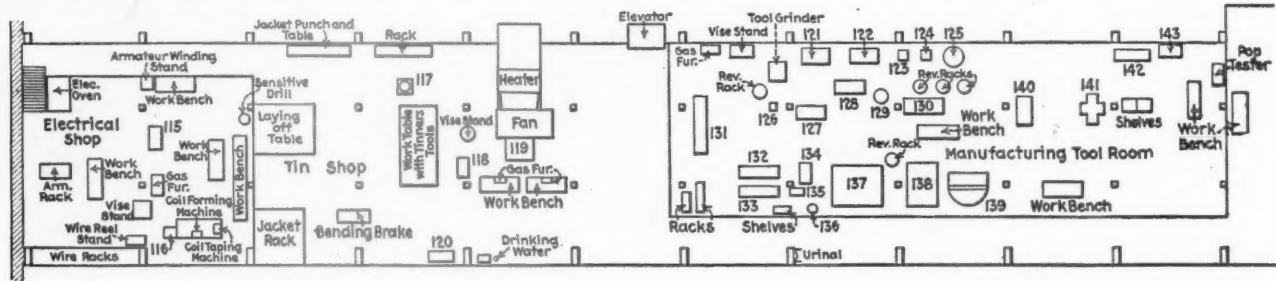 Jacket Punch and
Table
Rack
Elevator
Tool Grinder
Vise Stand
121
122
124
125
143
Armateur Winding
Stand
Gas
Fur.
123
142
Pop
Tester
Elec.
Oven
Work Bench
Sensitive
Drill
117
Heater
Rev.
Rack
Rev. Racks
128
129
130
140
141
Electrical
Shop
115
Laying
off
Table
Tin Shop
Work Table
with Tinners
Tools
Vise Stand
Fan
131
126
127
Work
Bench
Shelves
Work
Bench
Work
Bench
Work
Bench
Work Bench
118
119
Gas Fur.
132
134
Rev. Rack
Manufacturing Tool Room
Arm.
Rack
Gas
Fur.
Coil Forming
Machine
Work Bench
133
135
137
138
139
Work Bench
Vise
Stand
Wire Reel
Stand
116
Coil Taping
Machine
Jacket
Rack
Bending Brake
Racks
Shelves
136
Wire Racks
120
Drinking
Water
Urinal